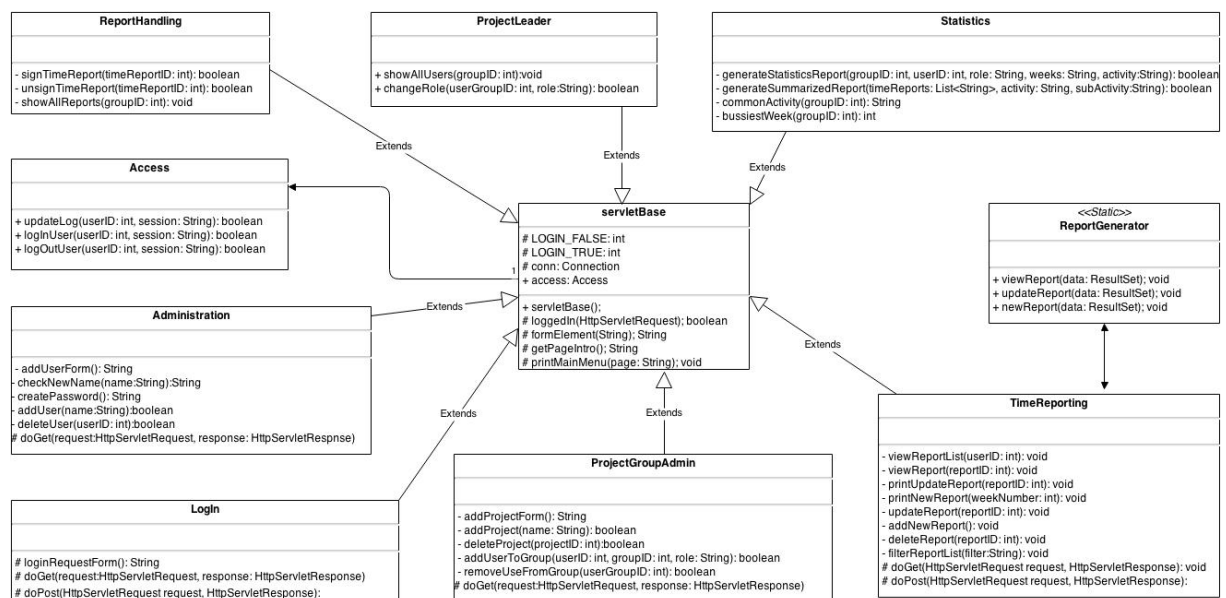 ReportHandling
- signTimeReport(timeReportID: int): boolean
- unsignTimeReport(timeReportID: int): boolean
- showAllReports(groupID: int): void
ProjectLeader
+ showAllUsers(groupID: int):void
+ changeRole(userGroupID: int, role:String): boolean
Statistics
- generateStatisticsReport(groupID: int, userID: int, role: String, weeks: String, activity:String): boolean
- generateSummarizedReport(timeReports: List<String>, activity: String, subActivity:String): boolean
- commonActivity(groupID: int): String
- bussiestWeek(groupID: int): int
Extends
Extends
Extends
Access
+ updateLog(userID: int, session: String): boolean
+ logInUser(userID: int, session: String): boolean
+ logOutUser(userID: int, session: String): boolean
1
servletBase
# LOGIN_FALSE: int
# LOGIN_TRUE: int
# conn: Connection
+ access: Access
+ servletBase();
# loggedIn(HttpServletRequest); boolean
# formElement(String); String
# getPageIntro(); String
# printMainMenu(page: String); void
<<Static>>
ReportGenerator
+ viewReport(data: ResultSet); void
+ updateReport(data: ResultSet); void
+ newReport(data: ResultSet); void
Extends
Extends
Administration
- addUserForm(): String
- checkNewName(name:String):String
- createPassword(): String
- addUser(name:String):boolean
- deleteUser(userID: int):boolean
# doGet(request:HttpServletRequest, response: HttpServletRespnse)
Extends
Extends
TimeReporting
- viewReportList(userID: int): void
- viewReport(reportID: int): void
- printUpdateReport(reportID: int): void
- printNewReport(weekNumber: int): void
- updateReport(reportID: int): void
- addNewReport(): void
- deleteReport(reportID: int): void
- filterReportList(filter:String): void
# doGet(HttpServletRequest request, HttpServletResponse): void
# doPost(HttpServletRequest request, HttpServletResponse):
ProjectGroupAdmin
- addProjectForm(): String
- addProject(name: String): boolean
- deleteProject(projectID: int):boolean
- addUserToGroup(userID: int, groupID: int, role: String): boolean
- removeUseFromGroup(userGroupID: int): boolean
# doGet(request:HttpServletRequest, response: HttpServletResponse)
LogIn
# loginRequestForm(): String
# doGet(request:HttpServletRequest, response: HttpServletResponse)
# doPost(HttpServletRequest request, HttpServletResponse):